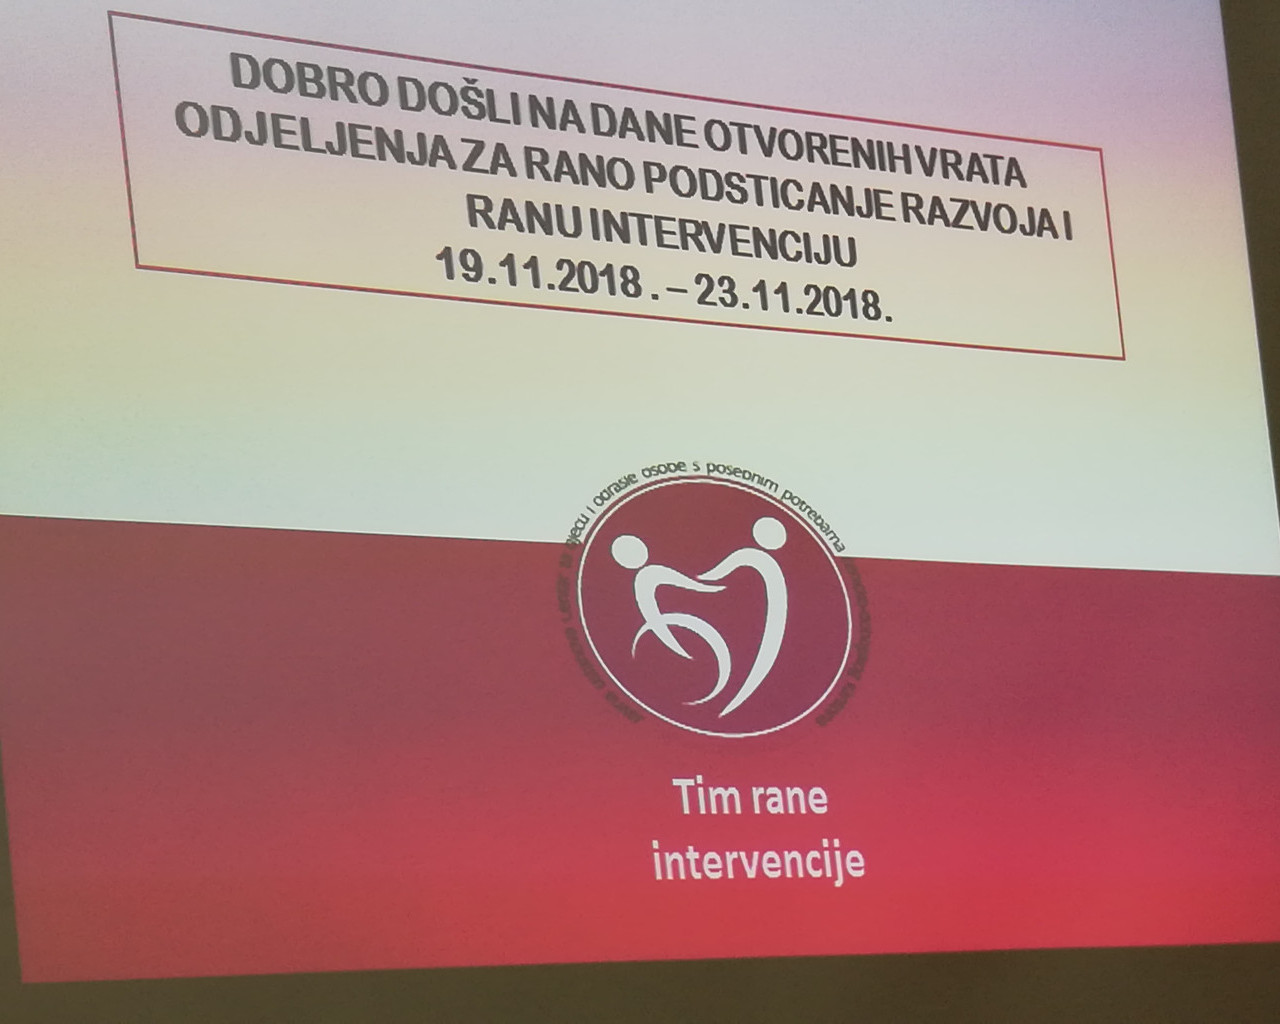 DOBRO DOŠLI NA DANE OTVORENIH VRATA
ODJELJENJA ZA RANO PODSTICANJE RAZVOJA I
RANU INTERVENCIJU
19.11.2018. – 23.11.2018.
djecu i odrasle osobe s posebnim potrebama
Tim rane
intervencije